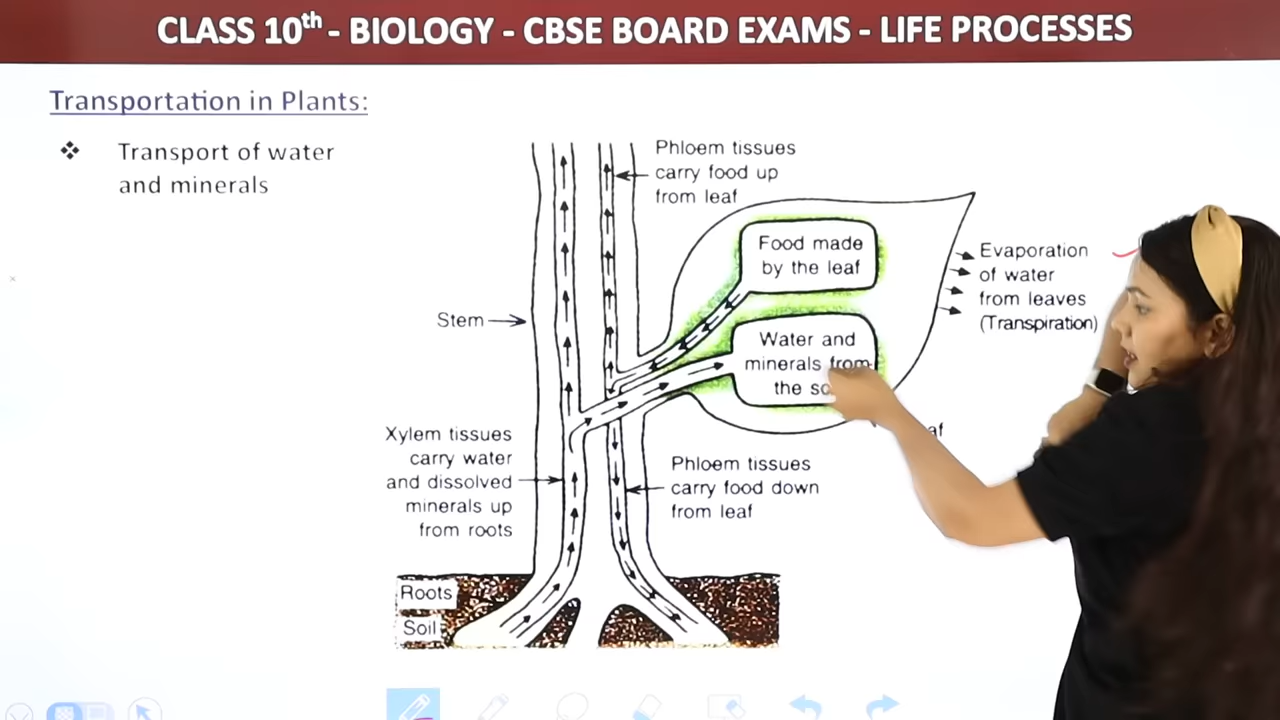 CLASS 10th - BIOLOGY - CBSE BOARD EXAMS - LIFE PROCESSES
Transportation in Plants:
❖ Transport of water
and minerals
Phloem tissues
carry food up
from leaf
Food made
by the leaf
Evaporation
of water
from leaves
(Transpiration)
Stem
Water and
minerals from
the
Xylem tissues
carry water
and dissolved
minerals up
from roots
Phloem tissues
carry food down
from leaf
Roots
Soil